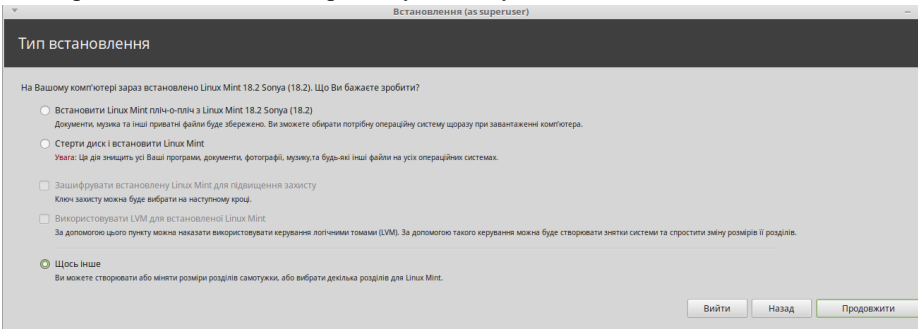 Встановлення (as superuser)
Тип встановлення
На Вашому комп'ютері зараз встановлено Linux Mint 18.2 Sonya (18.2). Що Ви бажаєте зробити?
Встановити Linux Mint пліч-о-пліч з Linux Mint 18.2 Sonya (18.2)
Документи, музика та інші приватні файли буде збережено. Ви зможете обирати потрібну операційну систему щоразу при завантаженні комп'ютера.
Стерти диск і встановити Linux Mint
Увага: Ця дія знищить усі Ваші програми, документи, фотографії, музику,та будь-які інші файли на усіх операційних системах.
Зашифрувати встановлену Linux Mint для підвищення захисту
Ключ захисту можна буде вибрати на наступному кроці.
Використовувати LVM для встановленої Linux Mint
За допомогою цього пункту можна наказати використовувати керування логічними томами (LVM). За допомогою такого керування можна буде створювати знятки системи та спростити зміну розмірів її розділів.
Щось інше
Ви можете створювати або міняти розміри розділів самотужки, або вибрати декілька розділів для Linux Mint.
Вийти Назад Продовжити